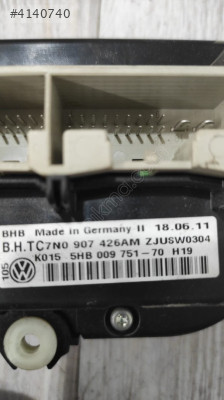 #4140740
BHB Made in Germany II 18.06.11
B.H.TC7N0 907 426AM ZJUSW0304
105 K015 5HB 009 751-70 H19